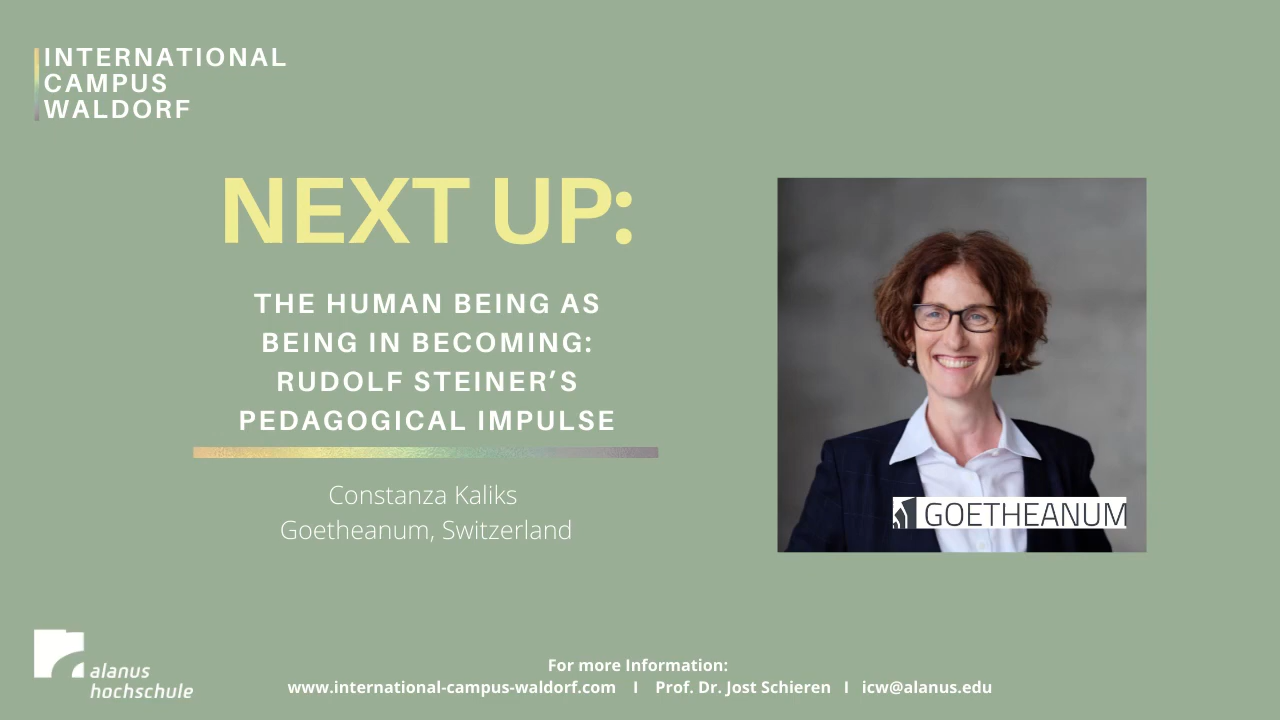 INTERNATIONAL
CAMPUS
WALDORF
NEXT UP:
THE HUMAN BEING AS
BEING IN BECOMING:
RUDOLF STEINER’S
PEDAGOGICAL IMPULSE
Constanza Kaliks
Goetheanum, Switzerland
GOETHEANUM
alanus
hochschule
For more Information:
www.international-campus-waldorf.com I Prof. Dr. Jost Schieren I icw@alanus.edu